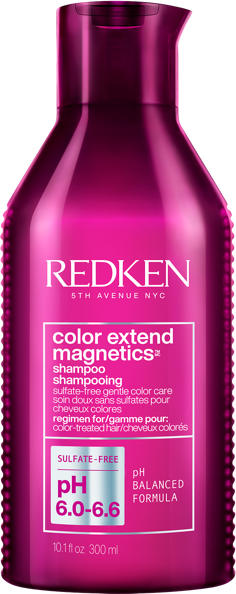 REDKEN
5TH AVENUE NYC
color extend
magnetics™
shampoo
shampooing
sulfate-free gentle color care
soin doux sans sulfates pour
cheveux colores
regimen for/gamme pour:
color-treated hair/cheveux colorés
SULFATE-FREE
pH
6.0-6.6
pH
BALANCED
FORMULA
10.1 fl oz 300 ml